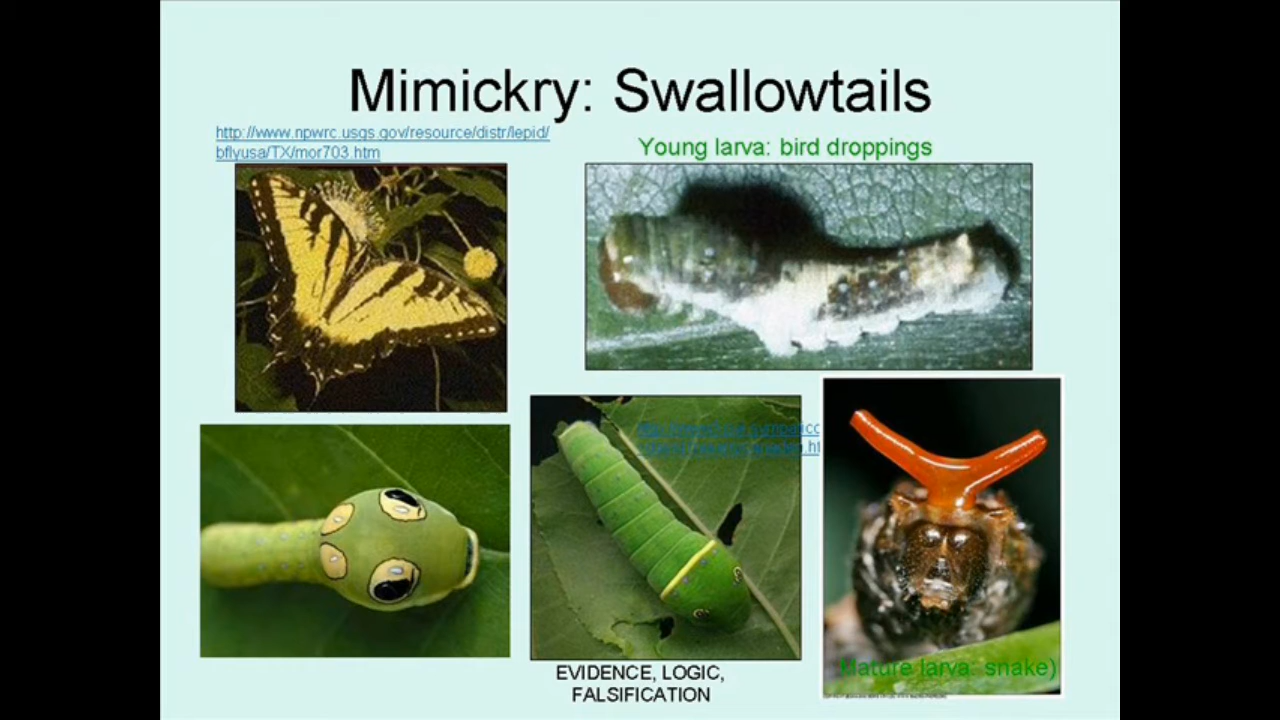 Mimickry: Swallowtails
http://www.npwrc.usgs.gov/resource/distr/lepid/
bflyusa/TX/mor703.htm
Young larva: bird droppings
Mature larva: snake)
EVIDENCE, LOGIC,
FALSIFICATION